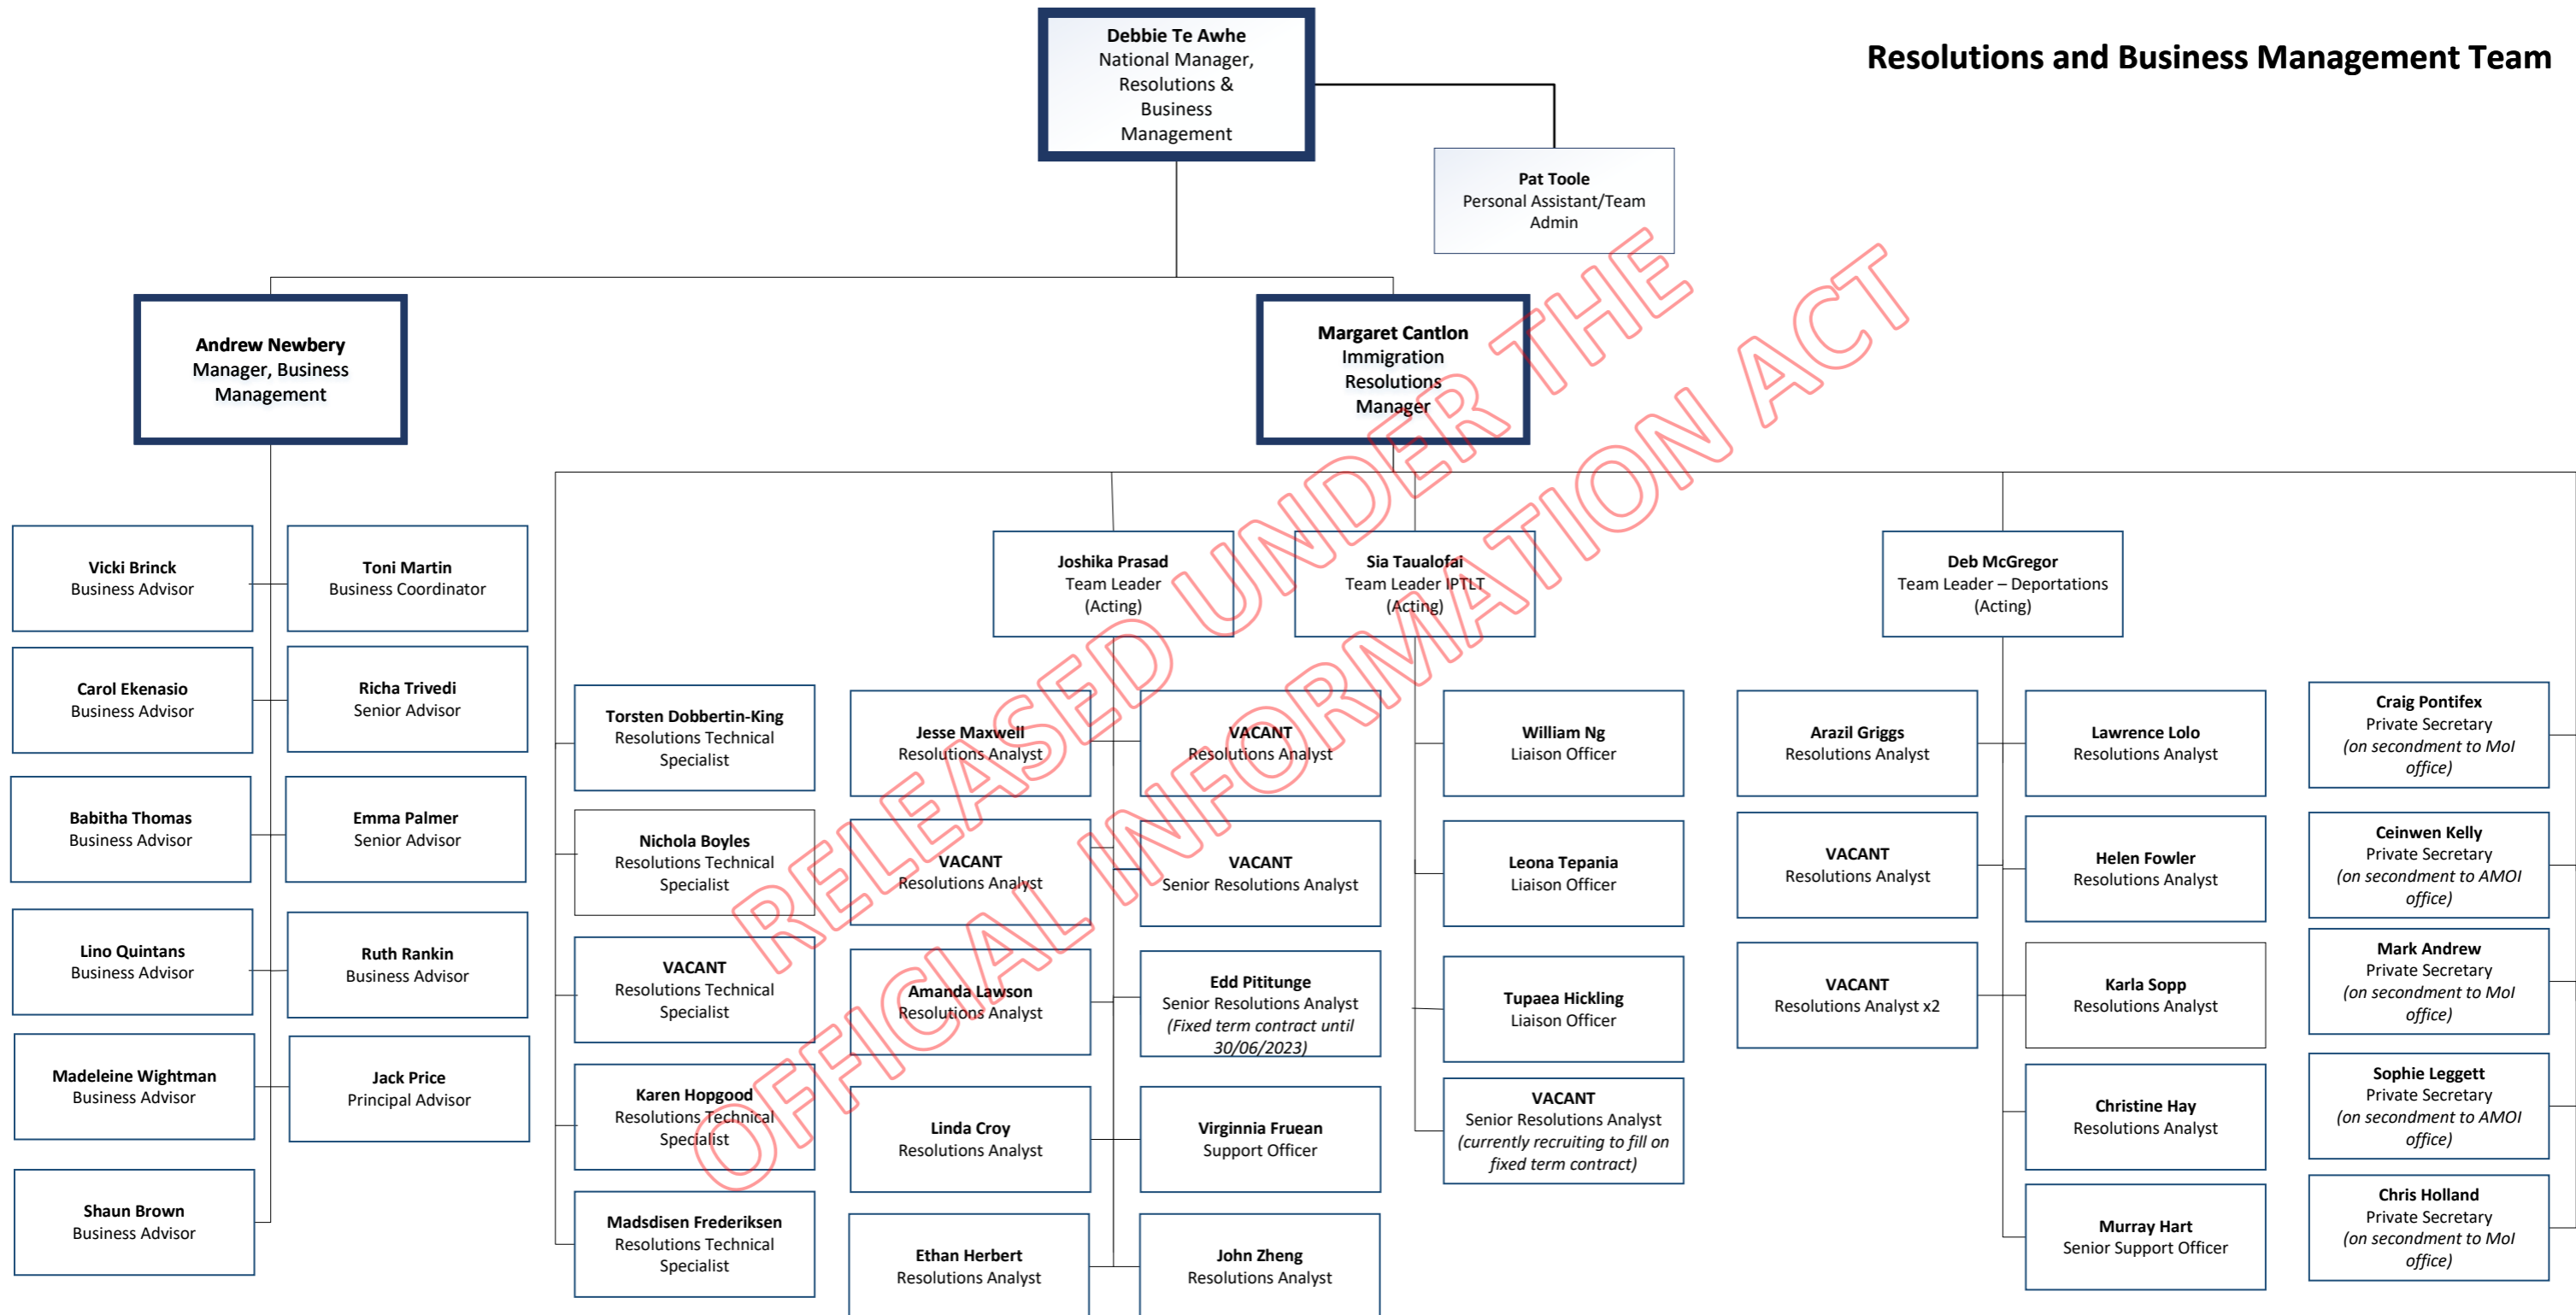 Resolutions and Business Management Team
Debbie Te Awhe
National Manager,
Resolutions &
Business
Management
Pat Toole
Personal Assistant/Team
Admin
Andrew Newbery
Manager, Business
Management
Margaret Cantlon
Immigration
Resolutions
Manager
Vicki Brinck
Business Advisor
Toni Martin
Business Coordinator
Carol Ekenasio
Business Advisor
Richa Trivedi
Senior Advisor
Babitha Thomas
Business Advisor
Emma Palmer
Senior Advisor
Lino Quintans
Business Advisor
Ruth Rankin
Business Advisor
Madeleine Wightman
Business Advisor
Jack Price
Principal Advisor
Shaun Brown
Business Advisor
Torsten Dobbertin-King
Resolutions Technical
Specialist
Nichola Boyles
Resolutions Technical
Specialist
VACANT
Resolutions Technical
Specialist
Karen Hopgood
Resolutions Technical
Specialist
Madsdisen Frederiksen
Resolutions Technical
Specialist
Joshika Prasad
Team Leader
(Acting)
Jesse Maxwell
Resolutions Analyst
VACANT
Resolutions Analyst
VACANT
Resolutions Analyst
VACANT
Senior Resolutions Analyst
Amanda Lawson
Resolutions Analyst
Edd Pititunge
Senior Resolutions Analyst
(Fixed term contract until
30/06/2023)
Linda Croy
Resolutions Analyst
Virginnia Fruean
Support Officer
Ethan Herbert
Resolutions Analyst
John Zheng
Resolutions Analyst
Sia Taualofai
Team Leader IPTLT
(Acting)
William Ng
Liaison Officer
Leona Tepania
Liaison Officer
Tupaea Hickling
Liaison Officer
VACANT
Senior Resolutions Analyst
(currently recruiting to fill on
fixed term contract)
Deb McGregor
Team Leader – Deportations
(Acting)
Arazil Griggs
Resolutions Analyst
Lawrence Lolo
Resolutions Analyst
VACANT
Resolutions Analyst
Helen Fowler
Resolutions Analyst
VACANT
Resolutions Analyst x2
Karla Sopp
Resolutions Analyst
Christine Hay
Resolutions Analyst
Murray Hart
Senior Support Officer
Craig Pontifex
Private Secretary
(on secondment to MoI
office)
Ceinwen Kelly
Private Secretary
(on secondment to AMOI
office)
Mark Andrew
Private Secretary
(on secondment to MoI
office)
Sophie Leggett
Private Secretary
(on secondment to AMOI
office)
Chris Holland
Private Secretary
(on secondment to MoI
office)
RELEASED UNDER THE
OFFICIAL INFORMATION ACT